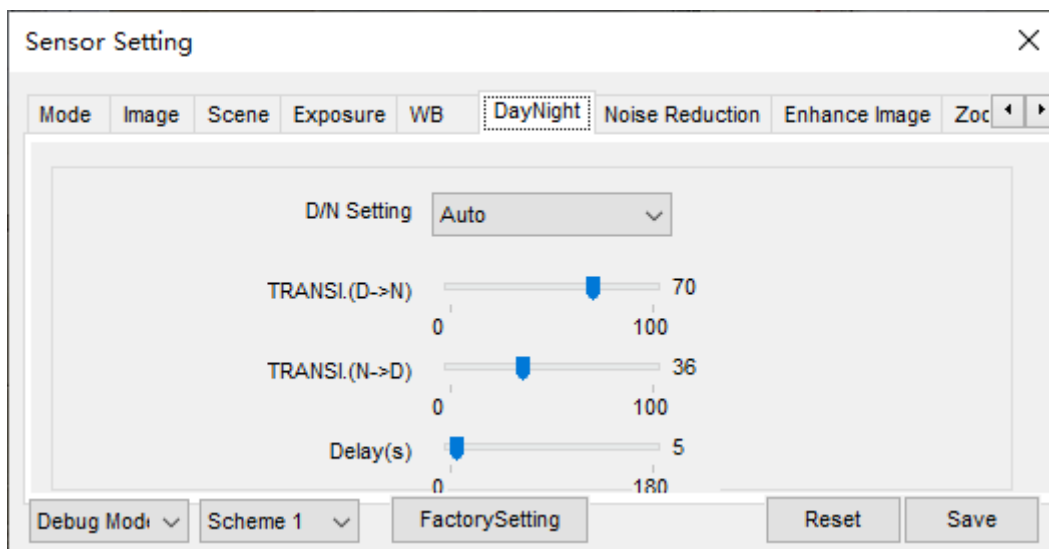 Sensor Setting
Mode Image Scene Exposure WB DayNight Noise Reduction Enhance Image
D/N Setting Auto
TRANSI.(D->N) 70
0 100
TRANSI.(N->D) 36
0 100
Delay(s) 5
0 180
Debug Scheme 1 FactorySetting Reset Save